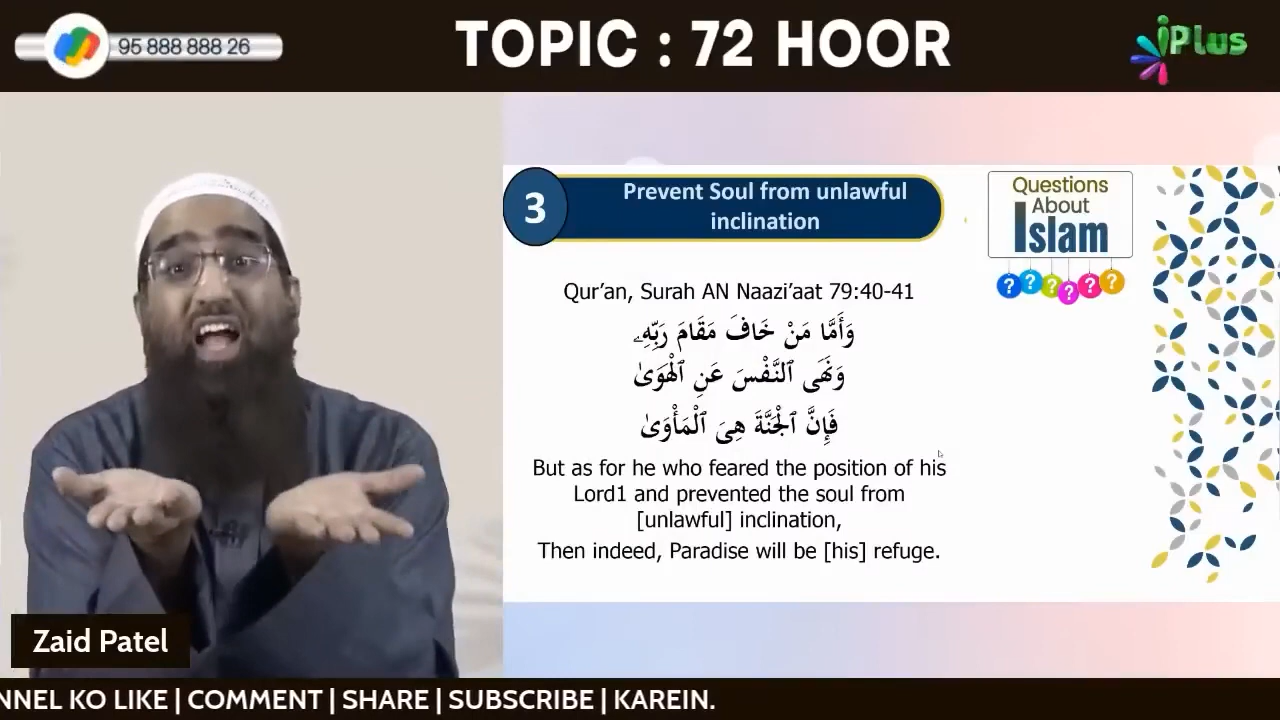 95 888 888 26
TOPIC : 72 HOOR
iPlus
3
Prevent Soul from unlawful
inclination
Questions
About
Islam
? ? ? ? ? ?
Qur’an, Surah AN Naazi’aat 79:40-41
وَأَمَّا مَنْ خَافَ مَقَامَ رَبِّهِۦ
وَنَهَى ٱلنَّفْسَ عَنِ ٱلْهَوَىٰ
فَإِنَّ ٱلْجَنَّةَ هِىَ ٱلْمَأْوَىٰ
But as for he who feared the position of his
Lord1 and prevented the soul from
[unlawful] inclination,
Then indeed, Paradise will be [his] refuge.
Zaid Patel
NNEL KO LIKE | COMMENT | SHARE | SUBSCRIBE | KAREIN.